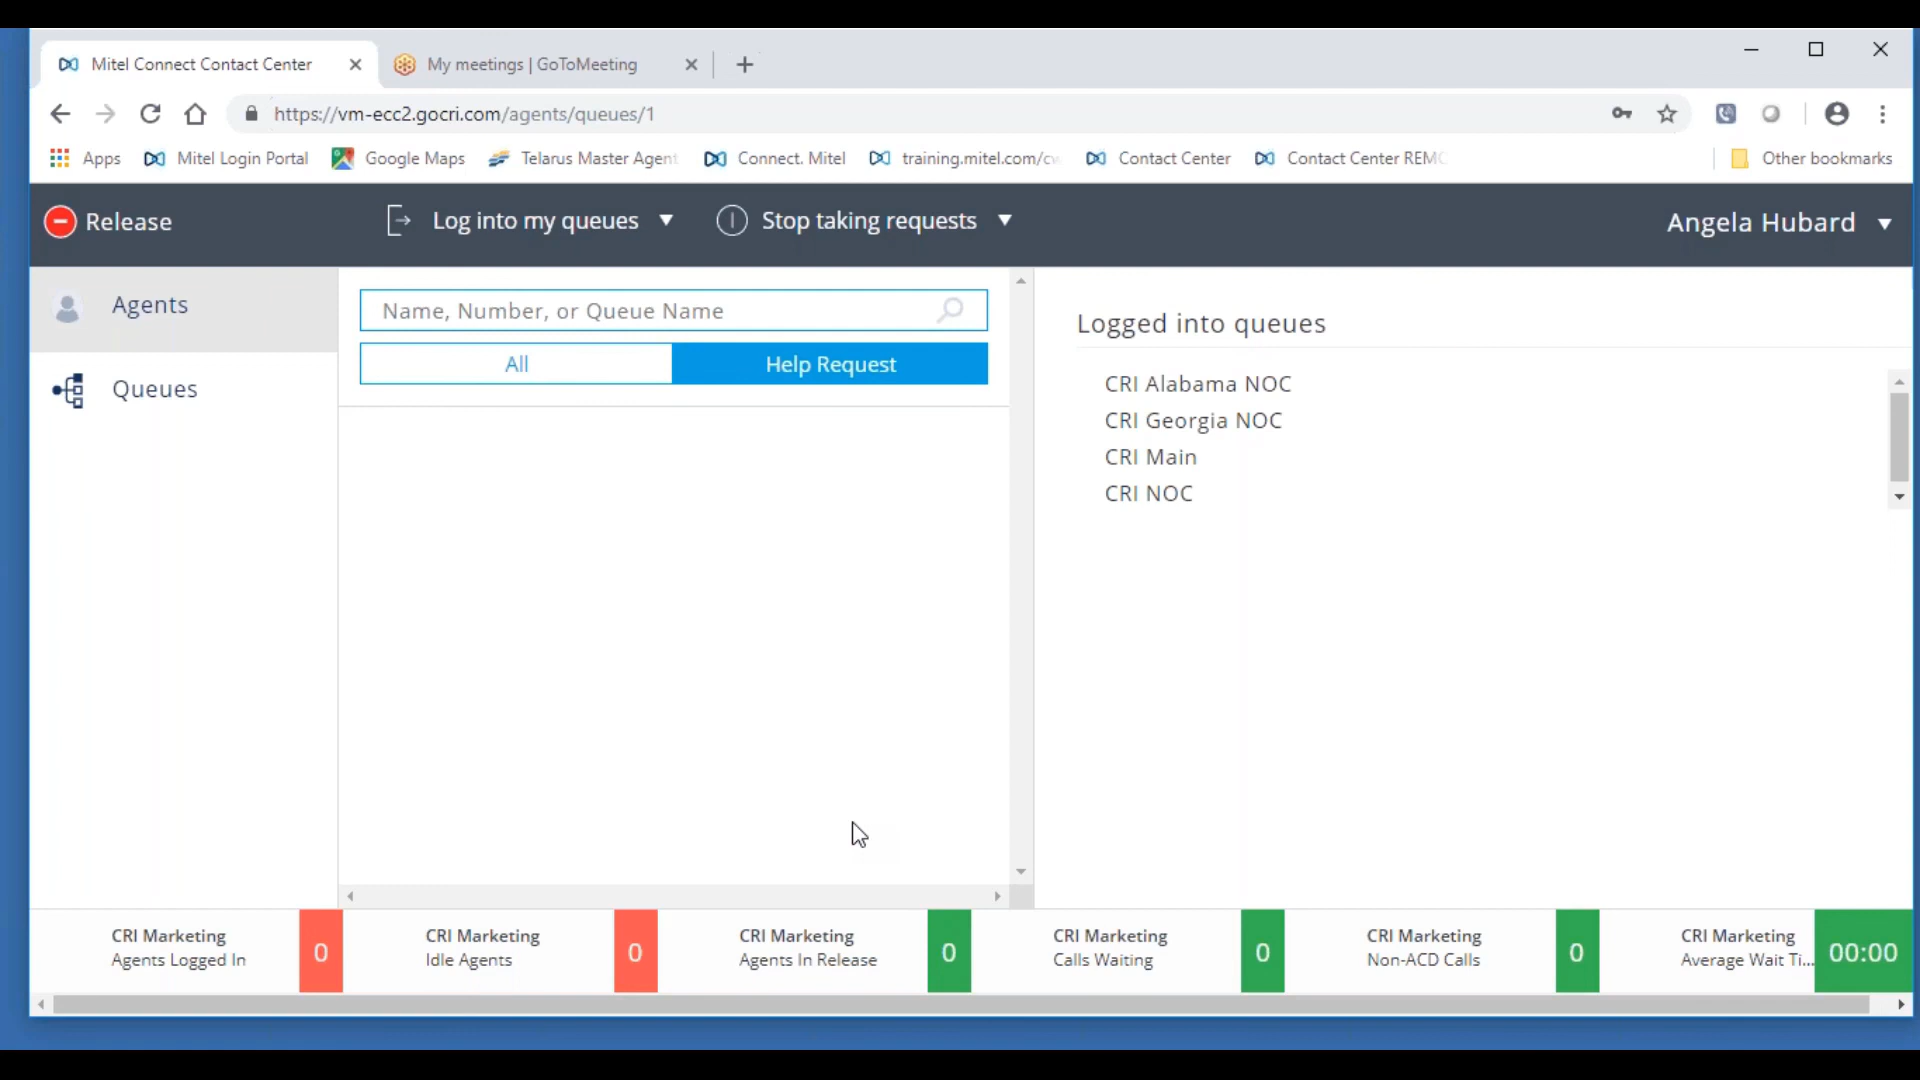 Mitel Connect Contact Center
My meetings | GoToMeeting
https://vm-ecc2.gocri.com/agents/queues/1
Apps
Mitel Login Portal
Google Maps
Telarus Master Agent
Connect. Mitel
training.mitel.com/c
Contact Center
Contact Center REM
Other bookmarks
Release
Log into my queues
Stop taking requests
Angela Hubard
Agents
Queues
Name, Number, or Queue Name
All
Help Request
Logged into queues
CRI Alabama NOC
CRI Georgia NOC
CRI Main
CRI NOC
CRI Marketing
Agents Logged In
0
CRI Marketing
Idle Agents
0
CRI Marketing
Agents In Release
0
CRI Marketing
Calls Waiting
0
CRI Marketing
Non-ACD Calls
0
CRI Marketing
Average Wait Ti...
00:00